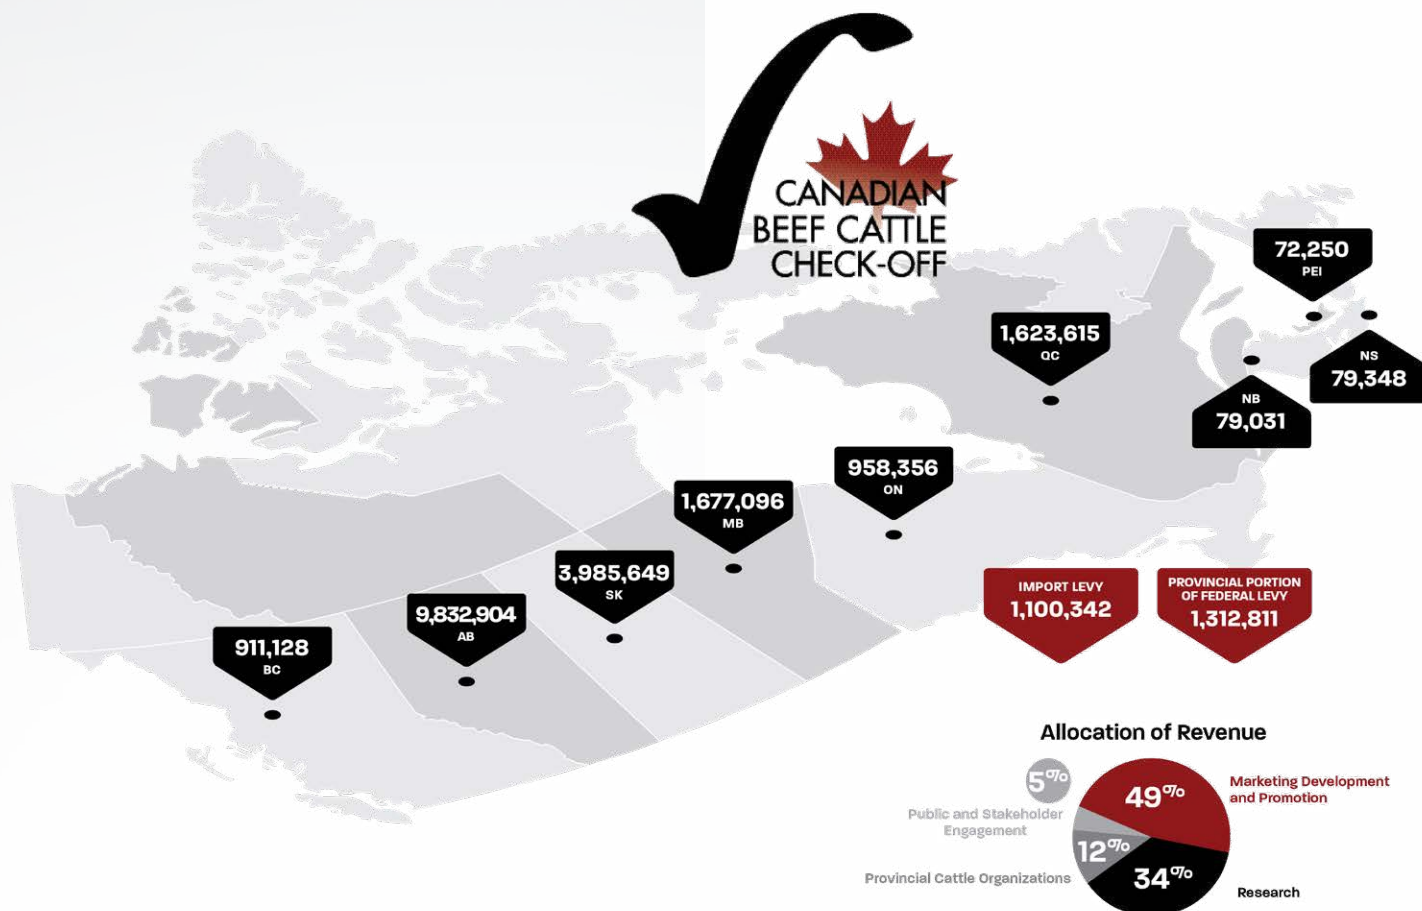 CANADIAN
BEEF CATTLE
CHECK-OFF
72,250
PEI
NS
79,348
1,623,615
QC
NB
79,031
958,356
ON
1,677,096
MB
3,985,649
SK
9,832,904
AB
911,128
BC
IMPORT LEVY
1,100,342
PROVINCIAL PORTION
OF FEDERAL LEVY
1,312,811
Allocation of Revenue
5%
Public and Stakeholder
Engagement
49%
Marketing Development
and Promotion
12%
Provincial Cattle Organizations
34%
Research